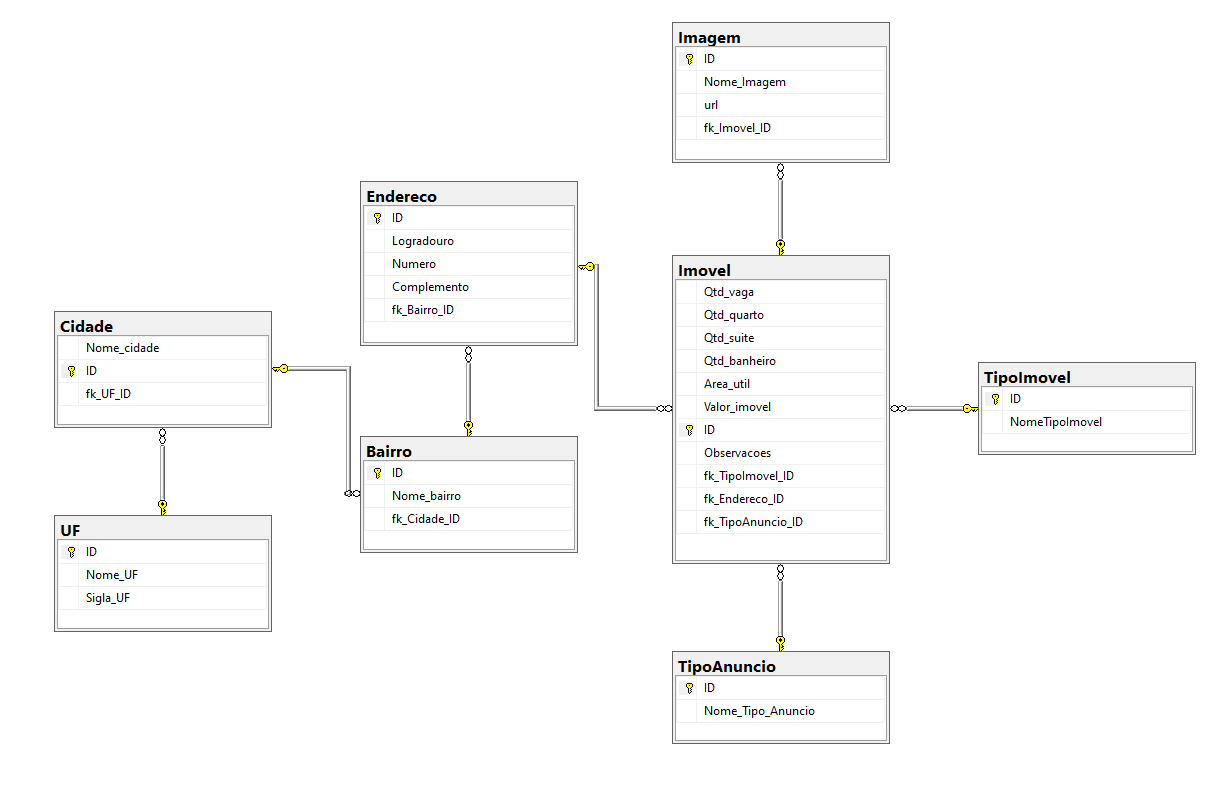 Imagem
ID
Nome_Imagem
url
fk_Imovel_ID
Endereco
ID
Logradouro
Numero
Complemento
fk_Bairro_ID
Imovel
Qtd_vaga
Qtd_quarto
Qtd_suite
Qtd_banheiro
Area_util
Valor_imovel
ID
Observacoes
fk_TipoImovel_ID
fk_Endereco_ID
fk_TipoAnuncio_ID
Cidade
Nome_cidade
ID
fk_UF_ID
TipoImovel
ID
NomeTipoImovel
Bairro
ID
Nome_bairro
fk_Cidade_ID
UF
ID
Nome_UF
Sigla_UF
TipoAnuncio
ID
Nome_Tipo_Anuncio